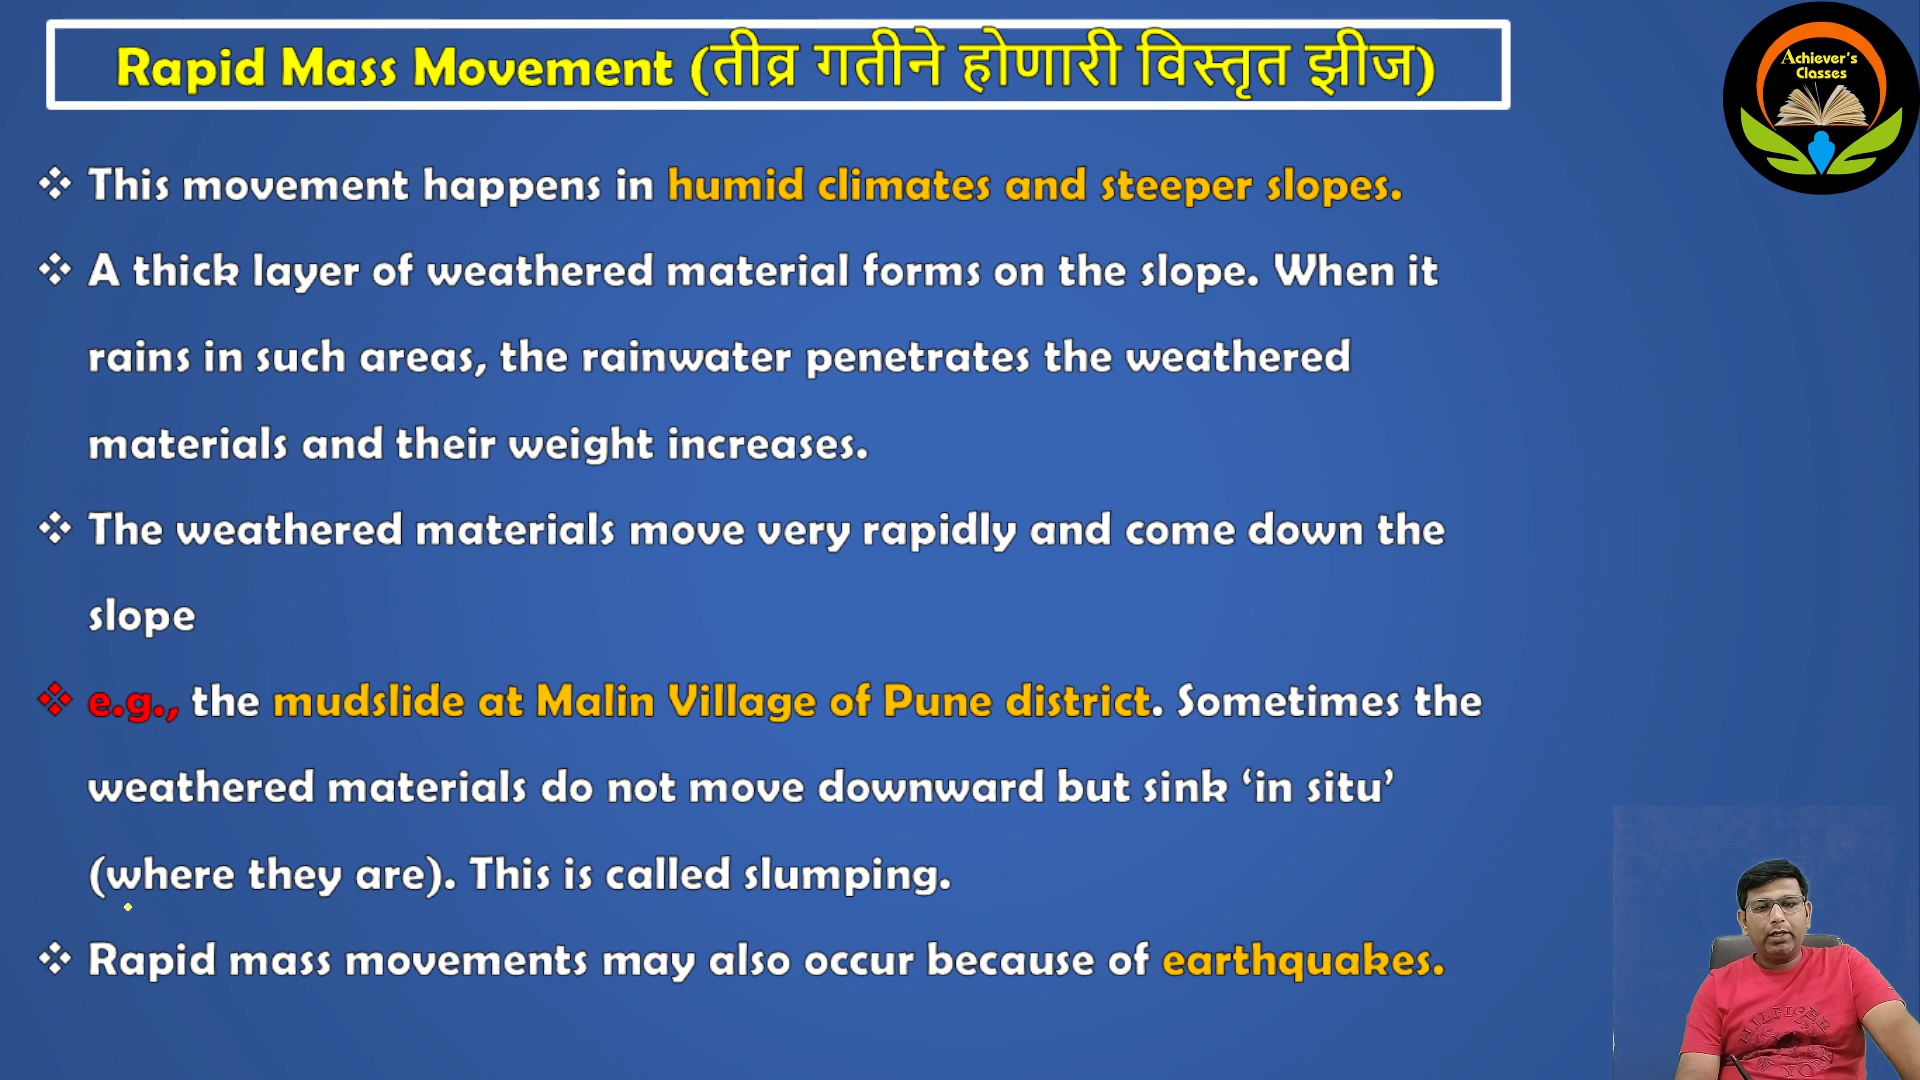 Rapid Mass Movement (तीव्र गतीने होणारी विस्तृत झीज)
Achiever's
Classes
This movement happens in humid climates and steeper slopes.
A thick layer of weathered material forms on the slope. When it
rains in such areas, the rainwater penetrates the weathered
materials and their weight increases.
The weathered materials move very rapidly and come down the
slope
e.g., the mudslide at Malin Village of Pune district. Sometimes the
weathered materials do not move downward but sink ‘in situ’
(where they are). This is called slumping.
Rapid mass movements may also occur because of earthquakes.